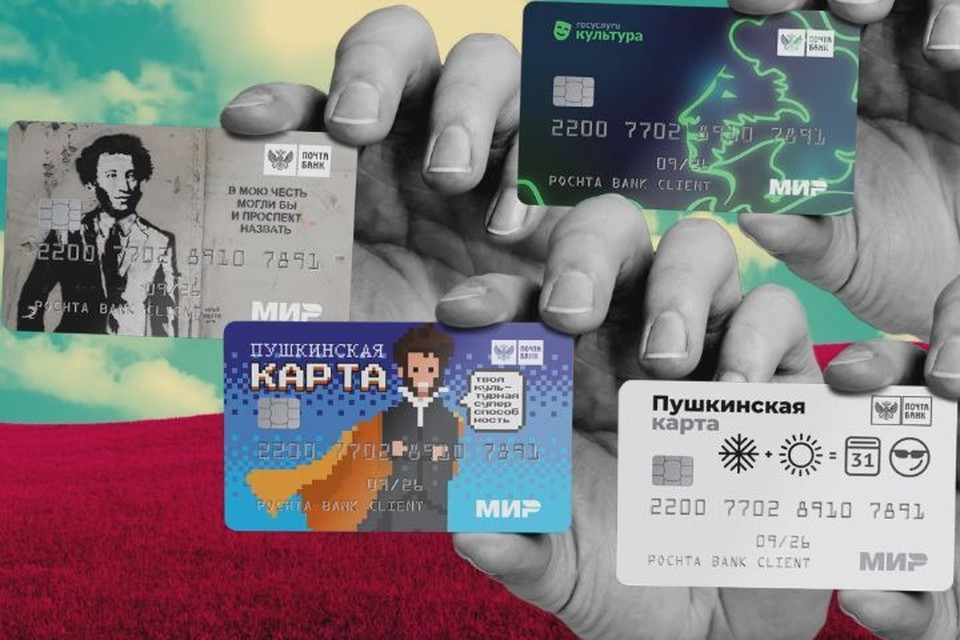 госуслуги
культура
ПОЧТА
БАНК
2200 7702 8910 7891
09/26
POCHTA BANK CLIENT
МИР
ПОЧТА
БАНК
В МОЮ ЧЕСТЬ
МОГЛИ БЫ
И ПРОСПЕКТ
НАЗВАТЬ
2200 7702 8910 7891
09/26
POCHTA BANK CLIENT
МИР
ПУШКИНСКАЯ
КАРТА
ПОЧТА
БАНК
твоя
куль-
турная
супер
способ
ность
2200 7702 8910 7891
09/26
POCHTA BANK CLIENT
МИР
Пушкинская
карта
ПОЧТА
БАНК
+ = 31
2200 7702 8910 7891
09/26
POCHTA BANK CLIENT
МИР